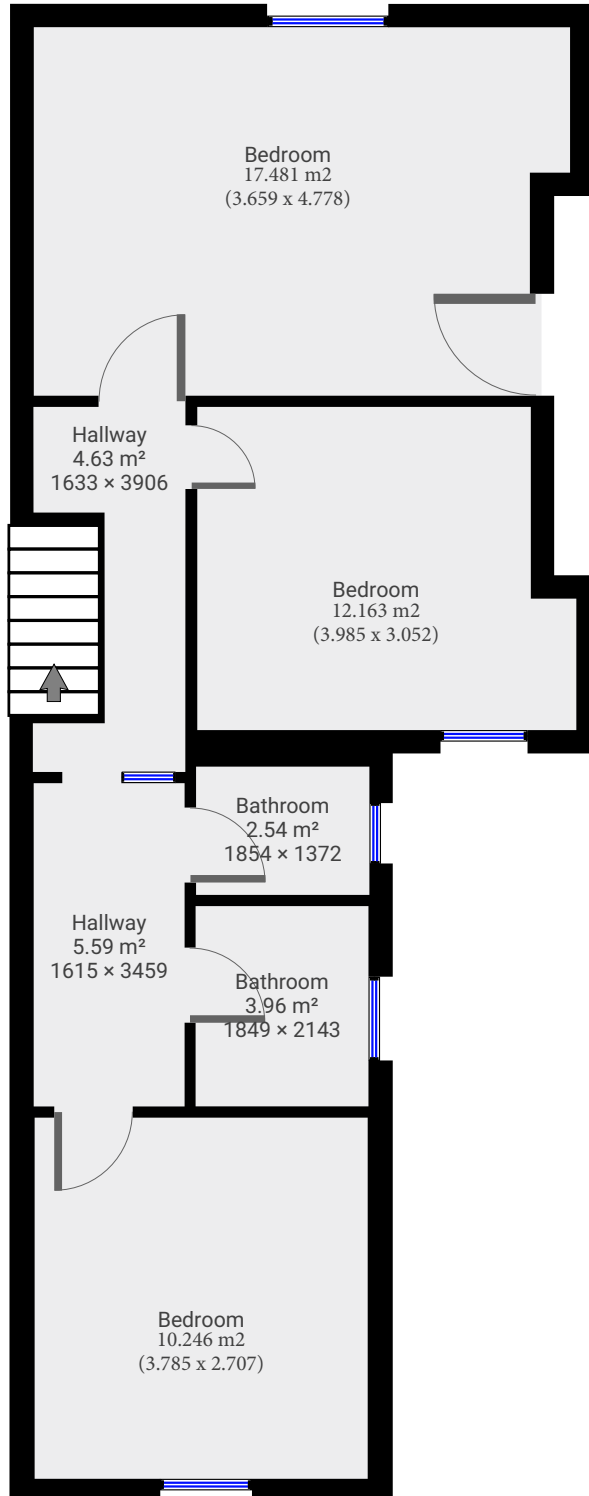 Bedroom
17.481 m2
(3.659 x 4.778)
Hallway
4.63 m²
1633 × 3906
Bedroom
12.163 m2
(3.985 x 3.052)
Bathroom
2.54 m²
1854 × 1372
Hallway
5.59 m²
1615 × 3459
Bathroom
3.96 m²
1849 × 2143
Bedroom
10.246 m2
(3.785 x 2.707)